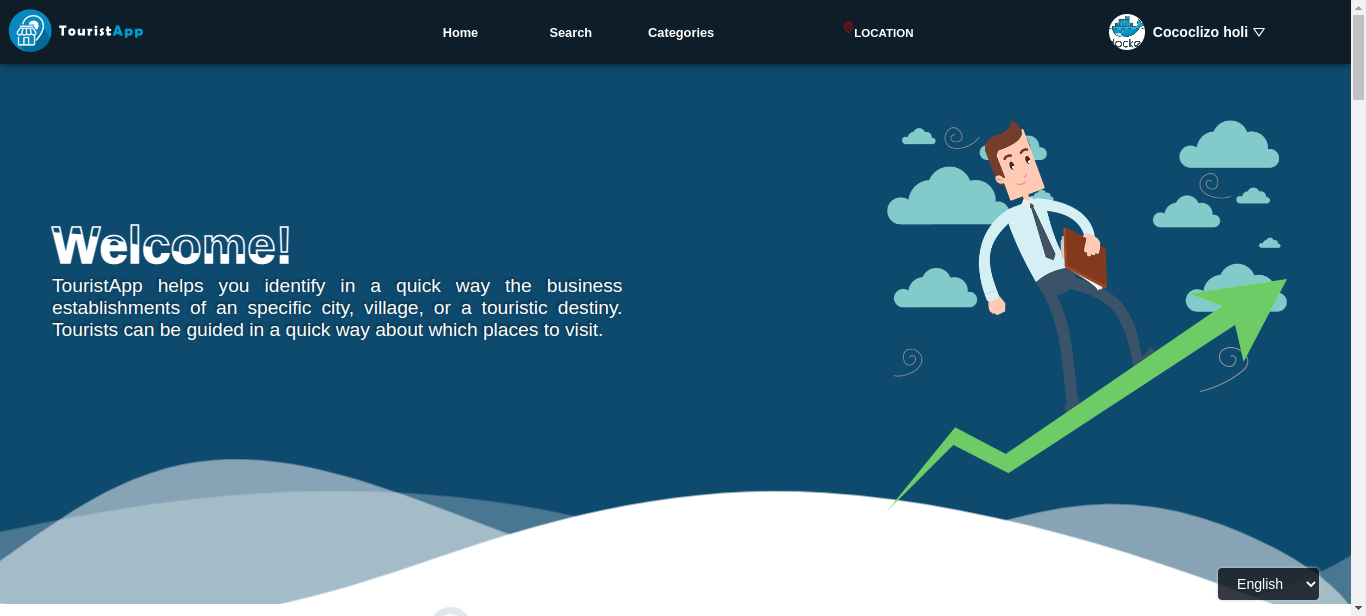 TouristApp
Home
Search
Categories
LOCATION
Cococlizo holi
Welcome!
TouristApp helps you identify in a quick way the business
establishments of an specific city, village, or a touristic destiny.
Tourists can be guided in a quick way about which places to visit.
English